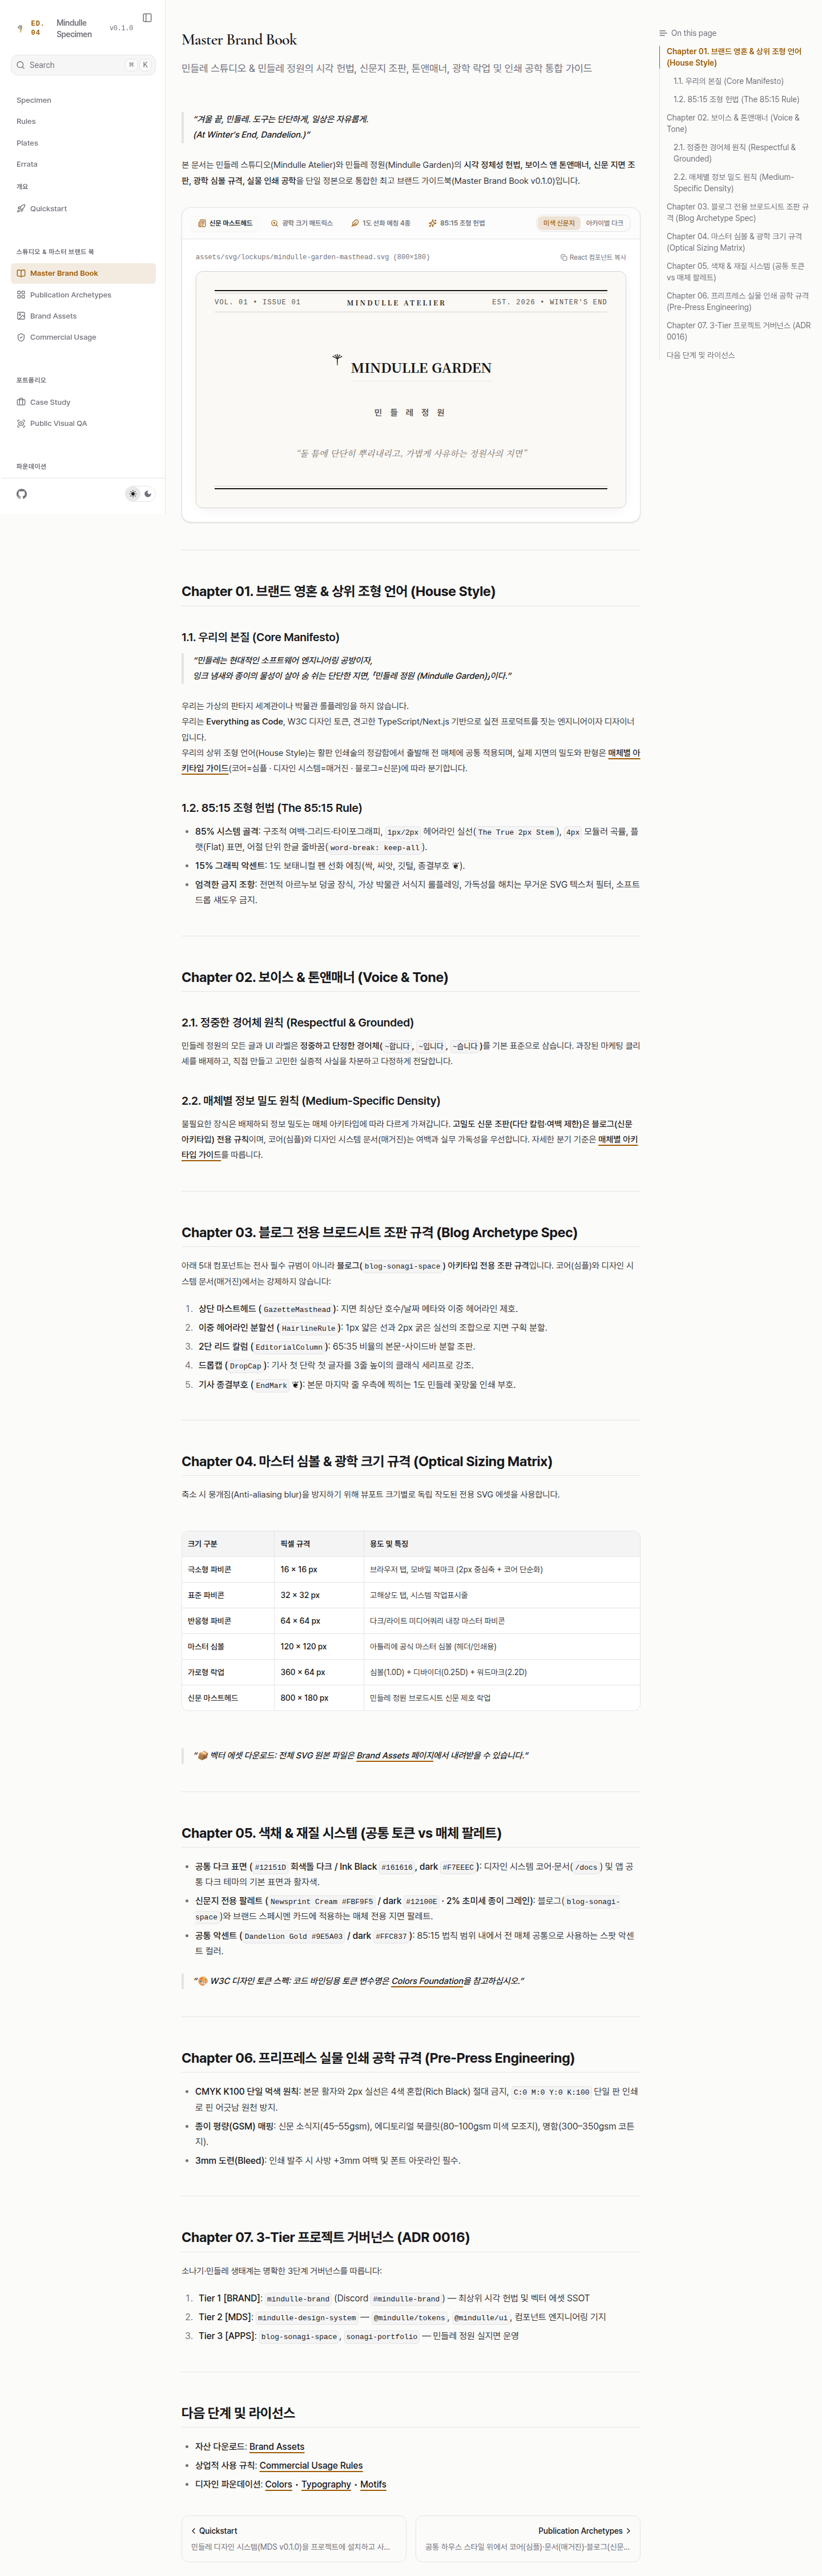 ED. 04
Mindulle Specimen
v0.1.0
Search
⌘ K
Specimen
Rules
Plates
Errata
개요
Quickstart
스튜디오 & 마스터 브랜드 북
Master Brand Book
Publication Archetypes
Brand Assets
Commercial Usage
포트폴리오
Case Study
Public Visual QA
파운데이션
Master Brand Book
민들레 스튜디오 & 민들레 정원의 시각 헌법, 신문지 조판, 톤앤매너, 광학 락업 및 인쇄 공학 통합 가이드
“겨울 끝, 민들레. 도구는 단단하게, 일상은 자유롭게.
(At Winter's End, Dandelion.)”
본 문서는 민들레 스튜디오(Mindulle Atelier)와 민들레 정원(Mindulle Garden)의 시각 정체성 헌법, 보이스 앤 톤앤매너, 신문 지면 조
판, 광학 심볼 규격, 실물 인쇄 공학을 단일 정본으로 통합한 최고 브랜드 가이드북(Master Brand Book v0.1.0)입니다.
신문 마스트헤드
광학 크기 매트릭스
1도 선화 에칭 4종
85:15 조형 헌법
미색 신문지
아카이벌 다크
assets/svg/lockups/mindulle-garden-masthead.svg (800×180)
React 컴포넌트 복사
VOL. 01 • ISSUE 01
MINDULLE ATELIER
EST. 2026 • WINTER'S END
MINDULLE GARDEN
민 들 레 정 원
“돌 틈에 단단히 뿌리내리고, 가볍게 사유하는 정원사의 지면”
Chapter 01. 브랜드 영혼 & 상위 조형 언어 (House Style)
1.1. 우리의 본질 (Core Manifesto)
“민들레는 현대적인 소프트웨어 엔지니어링 공방이자,
잉크 냄새와 종이의 물성이 살아 숨 쉬는 단단한 지면, 「민들레 정원 (Mindulle Garden)」이다.”
우리는 가상의 판타지 세계관이나 박물관 롤플레잉을 하지 않습니다.
우리는 Everything as Code, W3C 디자인 토큰, 견고한 TypeScript/Next.js 기반으로 실전 프로덕트를 짓는 엔지니어이자 디자이너
입니다.
우리의 상위 조형 언어(House Style)는 활판 인쇄술의 정갈함에서 출발해 전 매체에 공통 적용되며, 실제 지면의 밀도와 판형은 매체별 아
키타입 가이드(코어=심플 · 디자인 시스템=매거진 · 블로그=신문)에 따라 분기합니다.
1.2. 85:15 조형 헌법 (The 85:15 Rule)
• 85% 시스템 골격: 구조적 여백·그리드·타이포그래피, 1px/2px 헤어라인 실선( The True 2px Stem ), 4px 모듈러 곡률, 플
랫(Flat) 표면, 어절 단위 한글 줄바꿈( word-break: keep-all ).
• 15% 그래픽 악센트: 1도 보태니컬 펜 선화 에칭(싹, 씨앗, 깃털, 종결부호 ❦).
• 엄격한 금지 조항: 전면적 아르누보 덩굴 장식, 가상 박물관 서식지 롤플레잉, 가독성을 해치는 무거운 SVG 텍스처 필터, 소프트
드롭 섀도우 금지.
Chapter 02. 보이스 & 톤앤매너 (Voice & Tone)
2.1. 정중한 경어체 원칙 (Respectful & Grounded)
민들레 정원의 모든 글과 UI 라벨은 정중하고 단정한 경어체( ~합니다 , ~입니다 , ~습니다 )를 기본 표준으로 삼습니다. 과장된 마케팅 클리
셰를 배제하고, 직접 만들고 고민한 실증적 사실을 차분하고 다정하게 전달합니다.
2.2. 매체별 정보 밀도 원칙 (Medium-Specific Density)
불필요한 장식은 배제하되 정보 밀도는 매체 아키타입에 따라 다르게 가져갑니다. 고밀도 신문 조판(다단 칼럼·여백 제한)은 블로그(신문
아키타입) 전용 규칙이며, 코어(심플)와 디자인 시스템 문서(매거진)는 여백과 실무 가독성을 우선합니다. 자세한 분기 기준은 매체별 아키
타입 가이드를 따릅니다.
Chapter 03. 블로그 전용 브로드시트 조판 규격 (Blog Archetype Spec)
아래 5대 컴포넌트는 전사 필수 규범이 아니라 블로그( blog-sonagi-space ) 아키타입 전용 조판 규격입니다. 코어(심플)와 디자인 시
스템 문서(매거진)에서는 강제하지 않습니다:
1. 상단 마스트헤드 ( GazetteMasthead ): 지면 최상단 호수/날짜 메타와 이중 헤어라인 제호.
2. 이중 헤어라인 분할선 ( HairlineRule ): 1px 얇은 선과 2px 굵은 실선의 조합으로 지면 구획 분할.
3. 2단 리드 칼럼 ( EditorialColumn ): 65:35 비율의 본문-사이드바 분할 조판.
4. 드롭캡 ( DropCap ): 기사 첫 단락 첫 글자를 3줄 높이의 클래식 세리프로 강조.
5. 기사 종결부호 ( EndMark ❦): 본문 마지막 줄 우측에 찍히는 1도 민들레 꽃망울 인쇄 부호.
Chapter 04. 마스터 심볼 & 광학 크기 규격 (Optical Sizing Matrix)
축소 시 뭉개짐(Anti-aliasing blur)을 방지하기 위해 뷰포트 크기별로 독립 작도된 전용 SVG 에셋을 사용합니다.
크기 구분 픽셀 규격 용도 및 특징
극소형 파비콘 16 × 16 px 브라우저 탭, 모바일 북마크 (2px 중심축 + 코어 단순화)
표준 파비콘 32 × 32 px 고해상도 탭, 시스템 작업표시줄
반응형 파비콘 64 × 64 px 다크/라이트 미디어쿼리 내장 마스터 파비콘
마스터 심볼 120 × 120 px 아틀리에 공식 마스터 심볼 (헤더/인쇄용)
가로형 락업 360 × 64 px 심볼(1.0D) + 디바이더(0.25D) + 워드마크(2.2D)
신문 마스트헤드 800 × 180 px 민들레 정원 브로드시트 신문 제호 락업
“📦 벡터 에셋 다운로드: 전체 SVG 원본 파일은 Brand Assets 페이지에서 내려받을 수 있습니다.”
Chapter 05. 색채 & 재질 시스템 (공통 토큰 vs 매체 팔레트)
• 공통 다크 표면 ( #12151D 회색톨 다크 / Ink Black #161616 , dark #F7EEEC ): 디자인 시스템 코어·문서( /docs ) 및 앱 공
통 다크 테마의 기본 표면과 활자색.
• 신문지 전용 팔레트 ( Newsprint Cream #FBF9F5 / dark #12100E · 2% 초미세 종이 그레인): 블로그( blog-sonagi-
space )와 브랜드 스페시멘 카드에 적용하는 매체 전용 지면 팔레트.
• 공통 악센트 ( Dandelion Gold #9E5A03 / dark #FFC837 ): 85:15 법칙 범위 내에서 전 매체 공통으로 사용하는 스팟 악센
트 컬러.
“🎨 W3C 디자인 토큰 스펙: 코드 바인딩용 토큰 변수명은 Colors Foundation을 참고하십시오.”
Chapter 06. 프리프레스 실물 인쇄 공학 규격 (Pre-Press Engineering)
• CMYK K100 단일 먹색 원칙: 본문 활자와 2px 실선은 4색 혼합(Rich Black) 절대 금지, C:0 M:0 Y:0 K:100 단일 판 인쇄
로 핀 어긋남 원천 방지.
• 종이 평량(GSM) 매핑: 신문 소식지(45–55gsm), 에디토리얼 북클릿(80–100gsm 미색 모조지), 명함(300–350gsm 코튼
지).
• 3mm 도련(Bleed): 인쇄 발주 시 사방 +3mm 여백 및 폰트 아웃라인 필수.
Chapter 07. 3-Tier 프로젝트 거버넌스 (ADR 0016)
소나기·민들레 생태계는 명확한 3단계 거버넌스를 따릅니다:
1. Tier 1 [BRAND]: mindulle-brand (Discord #mindulle-brand ) — 최상위 시각 헌법 및 벡터 에셋 SSOT
2. Tier 2 [MDS]: mindulle-design-system — @mindulle/tokens , @mindulle/ui , 컴포넌트 엔지니어링 기지
3. Tier 3 [APPS]: blog-sonagi-space , sonagi-portfolio — 민들레 정원 실지면 운영
다음 단계 및 라이선스
• 자산 다운로드: Brand Assets
• 상업적 사용 규칙: Commercial Usage Rules
• 디자인 파운데이션: Colors · Typography · Motifs
Quickstart
민들레 디자인 시스템(MDS v0.1.0)을 프로젝트에 설치하고 사...
Publication Archetypes
공통 하우스 스타일 위에서 코어(심플)·문서(매거진)·블로그(신문...
On this page
Chapter 01. 브랜드 영혼 & 상위 조형 언어
(House Style)
1.1. 우리의 본질 (Core Manifesto)
1.2. 85:15 조형 헌법 (The 85:15 Rule)
Chapter 02. 보이스 & 톤앤매너 (Voice &
Tone)
2.1. 정중한 경어체 원칙 (Respectful &
Grounded)
2.2. 매체별 정보 밀도 원칙 (Medium-
Specific Density)
Chapter 03. 블로그 전용 브로드시트 조판 규
격 (Blog Archetype Spec)
Chapter 04. 마스터 심볼 & 광학 크기 규격
(Optical Sizing Matrix)
Chapter 05. 색채 & 재질 시스템 (공통 토큰
vs 매체 팔레트)
Chapter 06. 프리프레스 실물 인쇄 공학 규격
(Pre-Press Engineering)
Chapter 07. 3-Tier 프로젝트 거버넌스 (ADR
0016)
다음 단계 및 라이선스